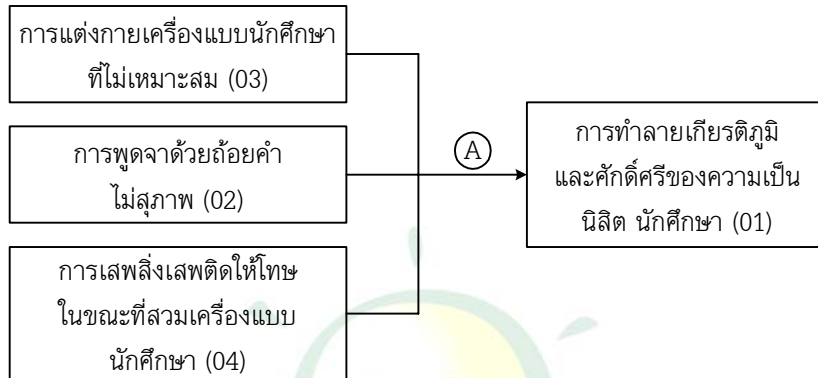 การแต่งกายเครื่องแบบนักศึกษา
ที่ไม่เหมาะสม (03)
การพูดจาด้วยถ้อยคำ
ไม่สุภาพ (02)
การเสพสิ่งเสพติดให้โทษ
ในขณะที่สวมเครื่องแบบ
นักศึกษา (04)
A
การทำลายเกียรติภูมิ
และศักดิ์ศรีของความเป็น
นิสิต นักศึกษา (01)